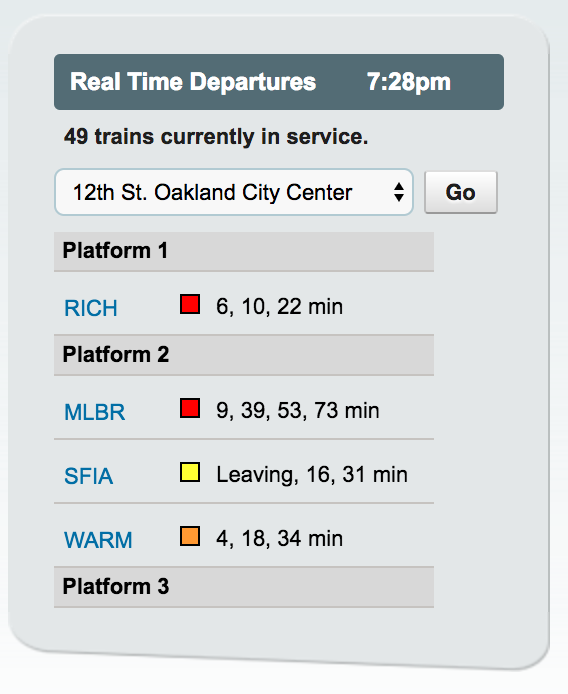 Real Time Departures 7:28pm
49 trains currently in service.
12th St. Oakland City Center Go
Platform 1
RICH 6, 10, 22 min
Platform 2
MLBR 9, 39, 53, 73 min
SFIA Leaving, 16, 31 min
WARM 4, 18, 34 min
Platform 3